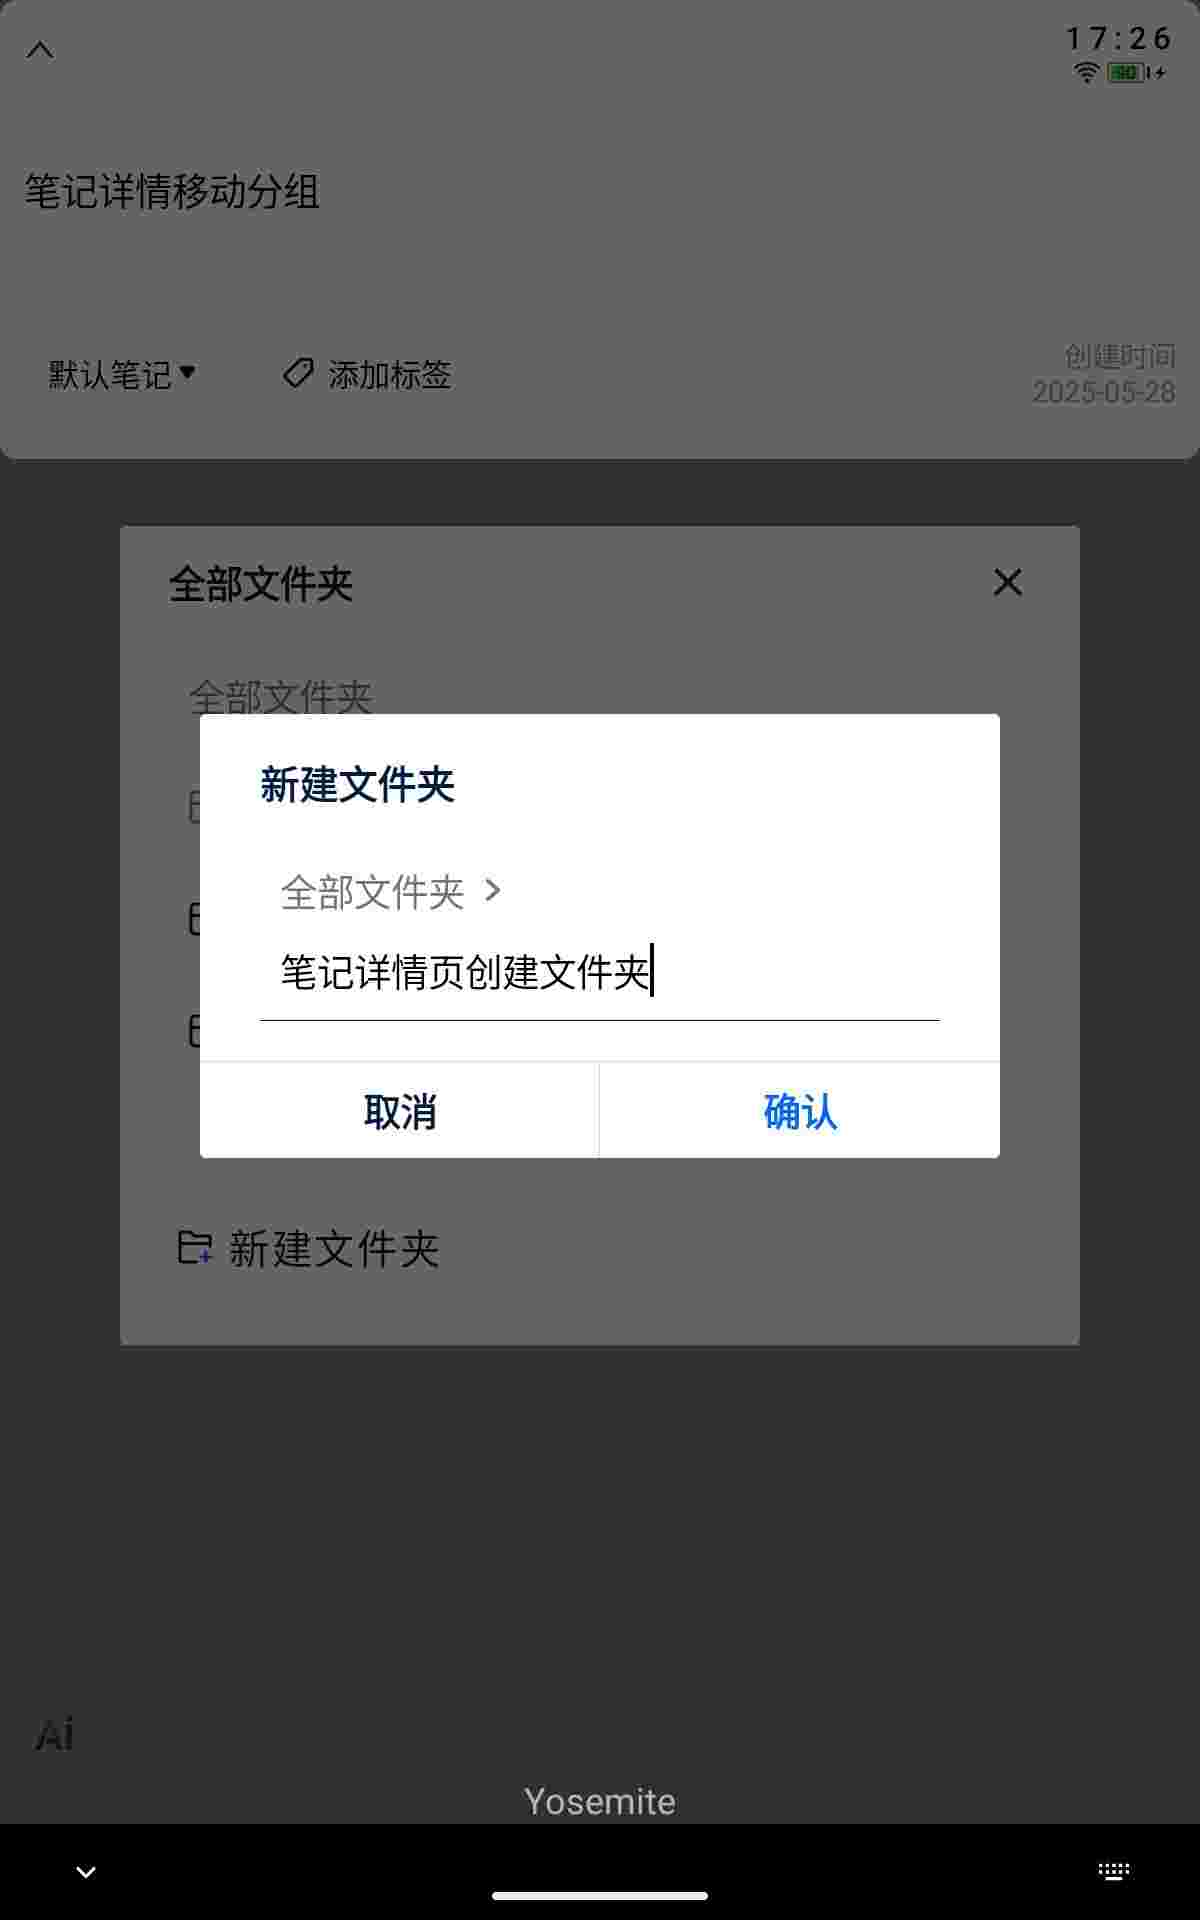 17:26
90
笔记详情移动分组
默认笔记
添加标签
创建时间
2025-05-28
全部文件夹
全部文件夹
新建文件夹
全部文件夹 >
笔记详情页创建文件夹
取消
确认
新建文件夹
Ai
Yosemite